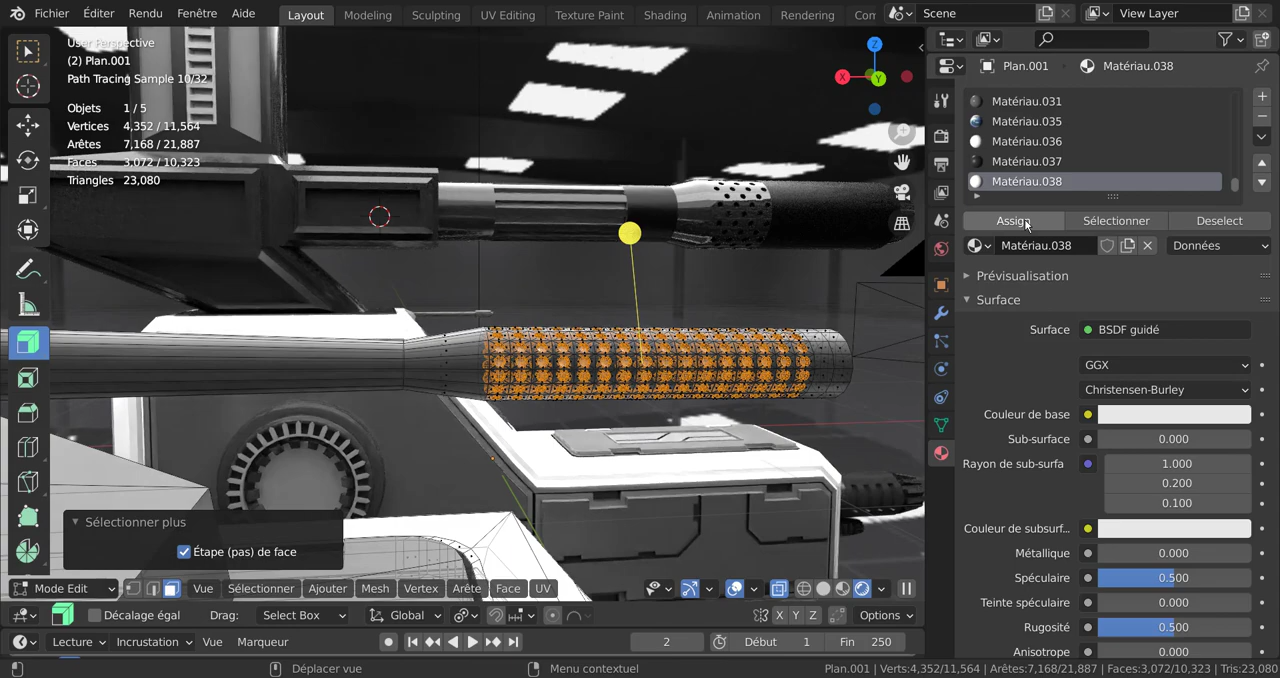 Fichier Éditer Rendu Fenêtre Aide Layout Modeling Sculpting UV Editing Texture Paint Shading Animation Rendering Com Scene View Layer
User Perspective
(2) Plan.001
Path Tracing Sample 10/32
Objets 1 / 5
Vertices 4,352 / 11,564
Arêtes 7,168 / 21,887
Faces 3,072 / 10,323
Triangles 23,080
X
Y
Z
Plan.001 Matériau.038
Matériau.031
Matériau.035
Matériau.036
Matériau.037
Matériau.038
Assign Sélectionner Deselect
Matériau.038 Données
Prévisualisation
Surface
Surface BSDF guidé
GGX
Christensen-Burley
Couleur de base
Sub-surface 0.000
Rayon de sub-surfa 1.000
0.200
0.100
Couleur de subsurf...
Métallique 0.000
Spéculaire 0.500
Teinte spéculaire 0.000
Rugosité 0.500
Anisotrope 0.000
Sélectionner plus
Étape (pas) de face
Mode Edit Vue Sélectionner Ajouter Mesh Vertex Arête Face UV
Décalage égal Drag: Select Box Global X Y Z Options
Lecture Incrustation Vue Marqueur 2 Début 1 Fin 250
Déplacer vue Menu contextuel Plan.001 | Verts:4,352/11,564 | Arêtes:7,168/21,887 | Faces:3,072/10,323 | Tris:23,080